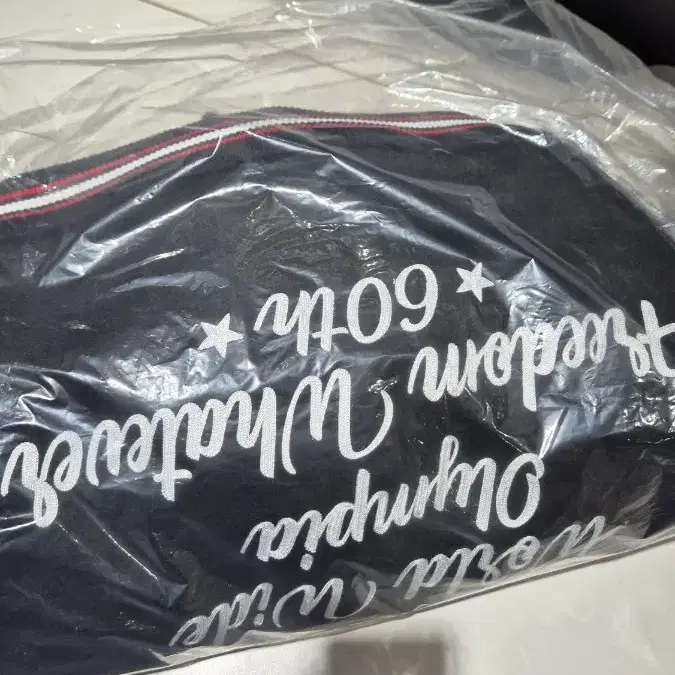 World Wide
Olympia
Freedom Whatever
★ 60th ★